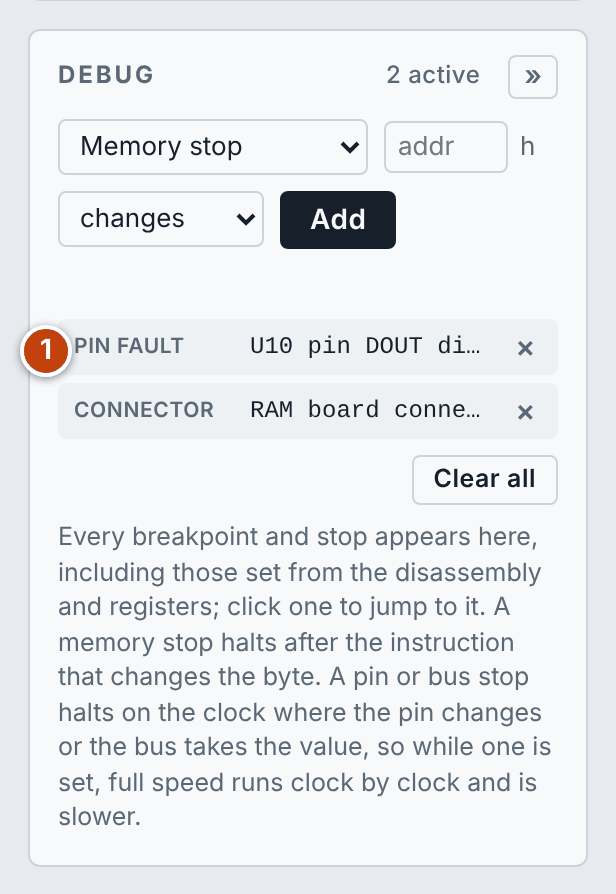 DEBUG 2 active »
Memory stop addr h
changes Add
1 PIN FAULT U10 pin DOUT di… ×
CONNECTOR RAM board conne… ×
Clear all
Every breakpoint and stop appears here,
including those set from the disassembly
and registers; click one to jump to it. A
memory stop halts after the instruction
that changes the byte. A pin or bus stop
halts on the clock where the pin changes
or the bus takes the value, so while one is
set, full speed runs clock by clock and is
slower.